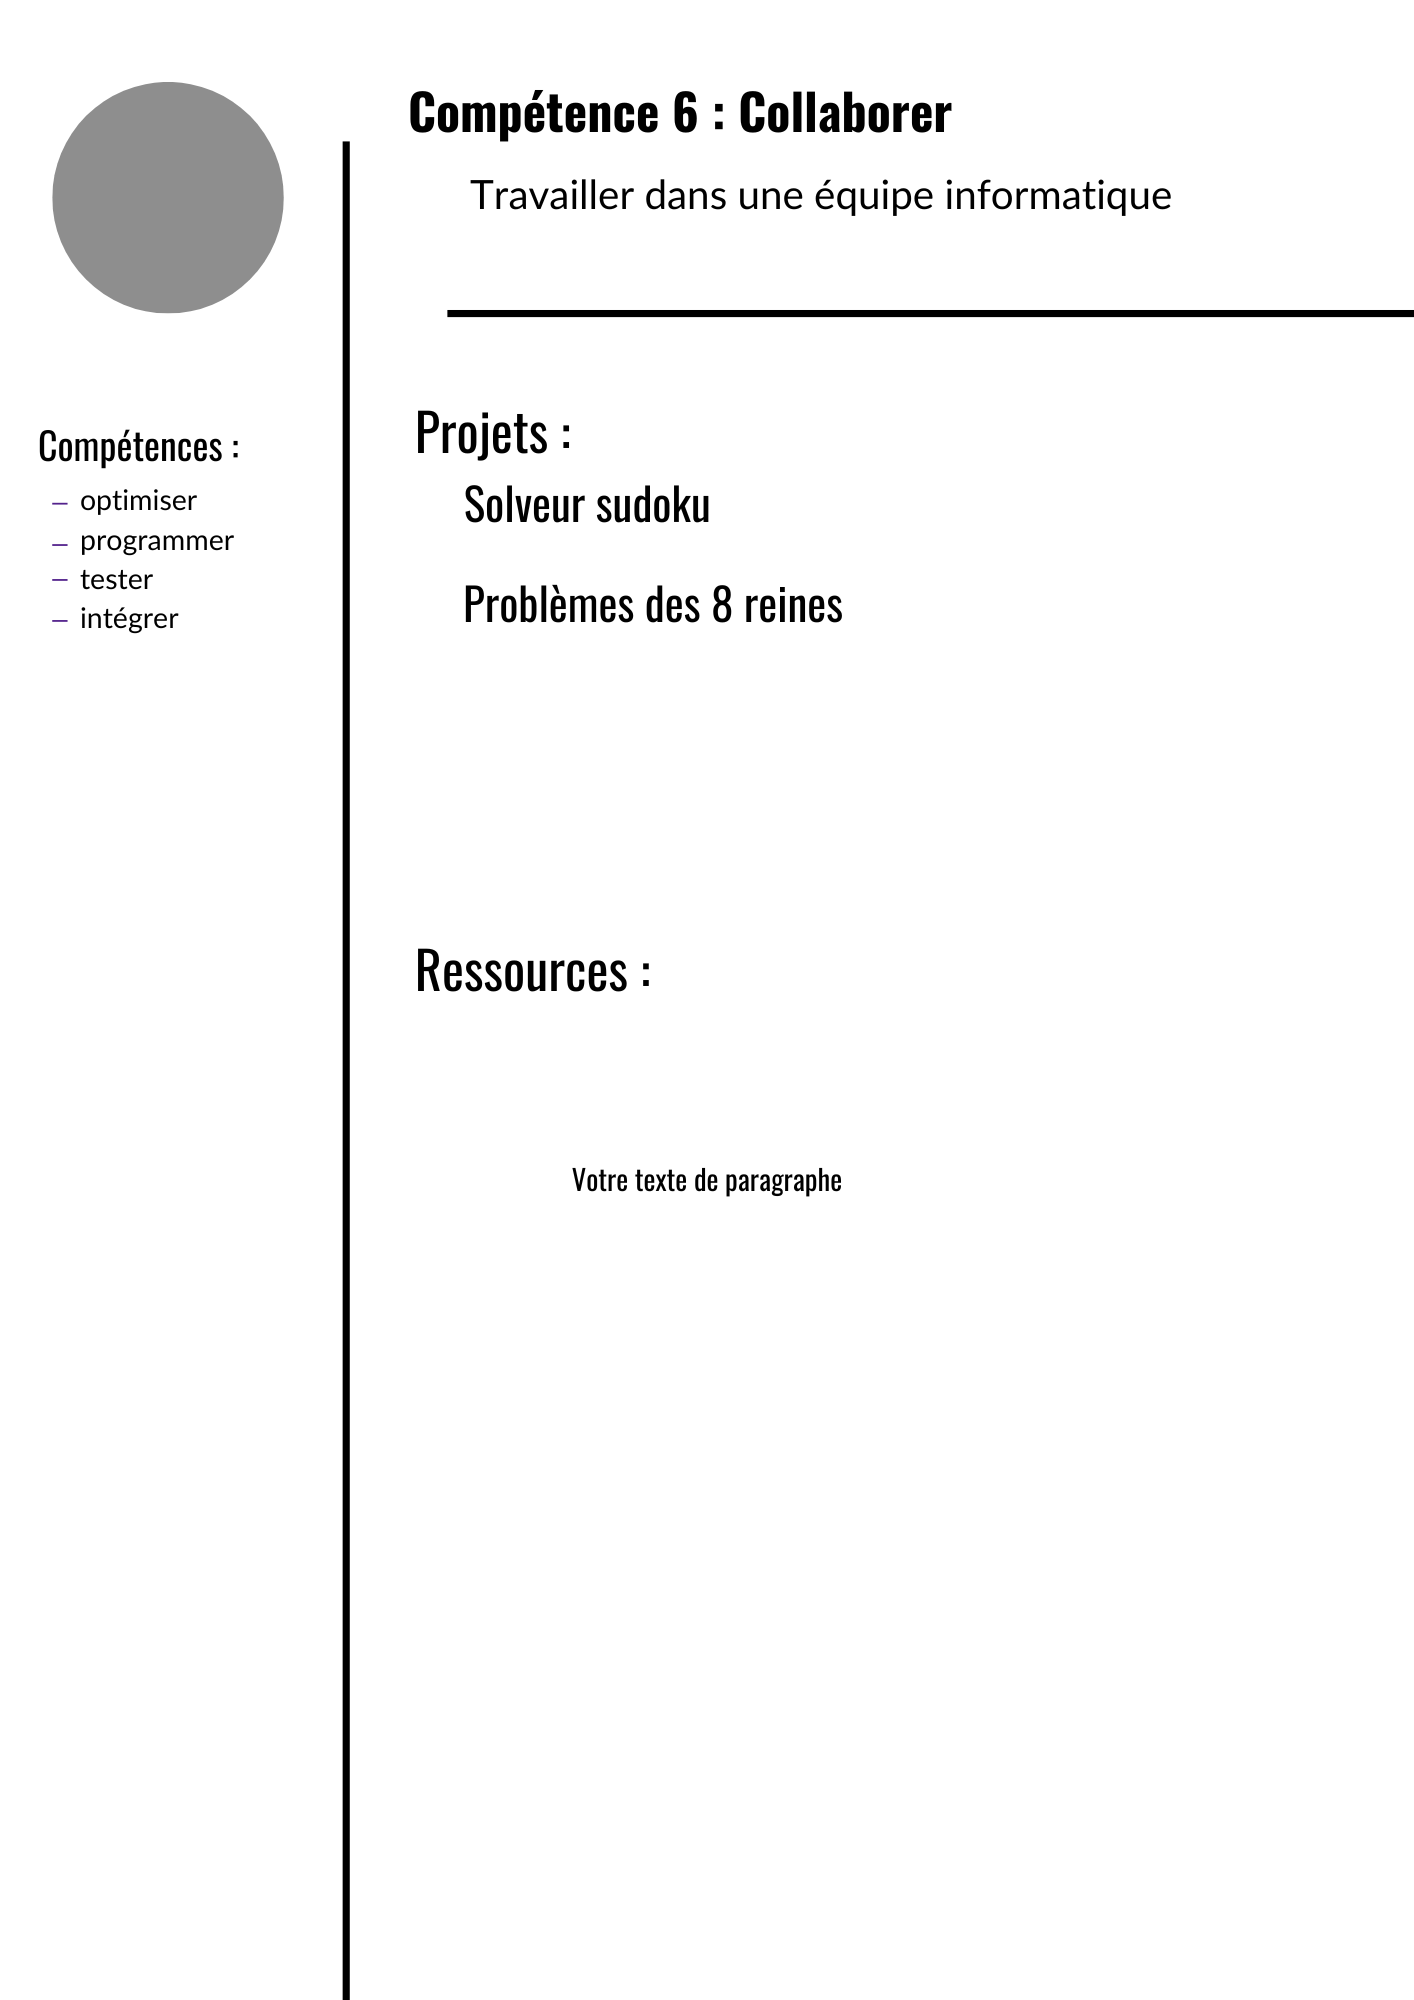 Compétence 6 : Collaborer
Travailler dans une équipe informatique
Compétences :
– optimiser
– programmer
– tester
– intégrer
Projets :
Solveur sudoku
Problèmes des 8 reines
Ressources :
Votre texte de paragraphe